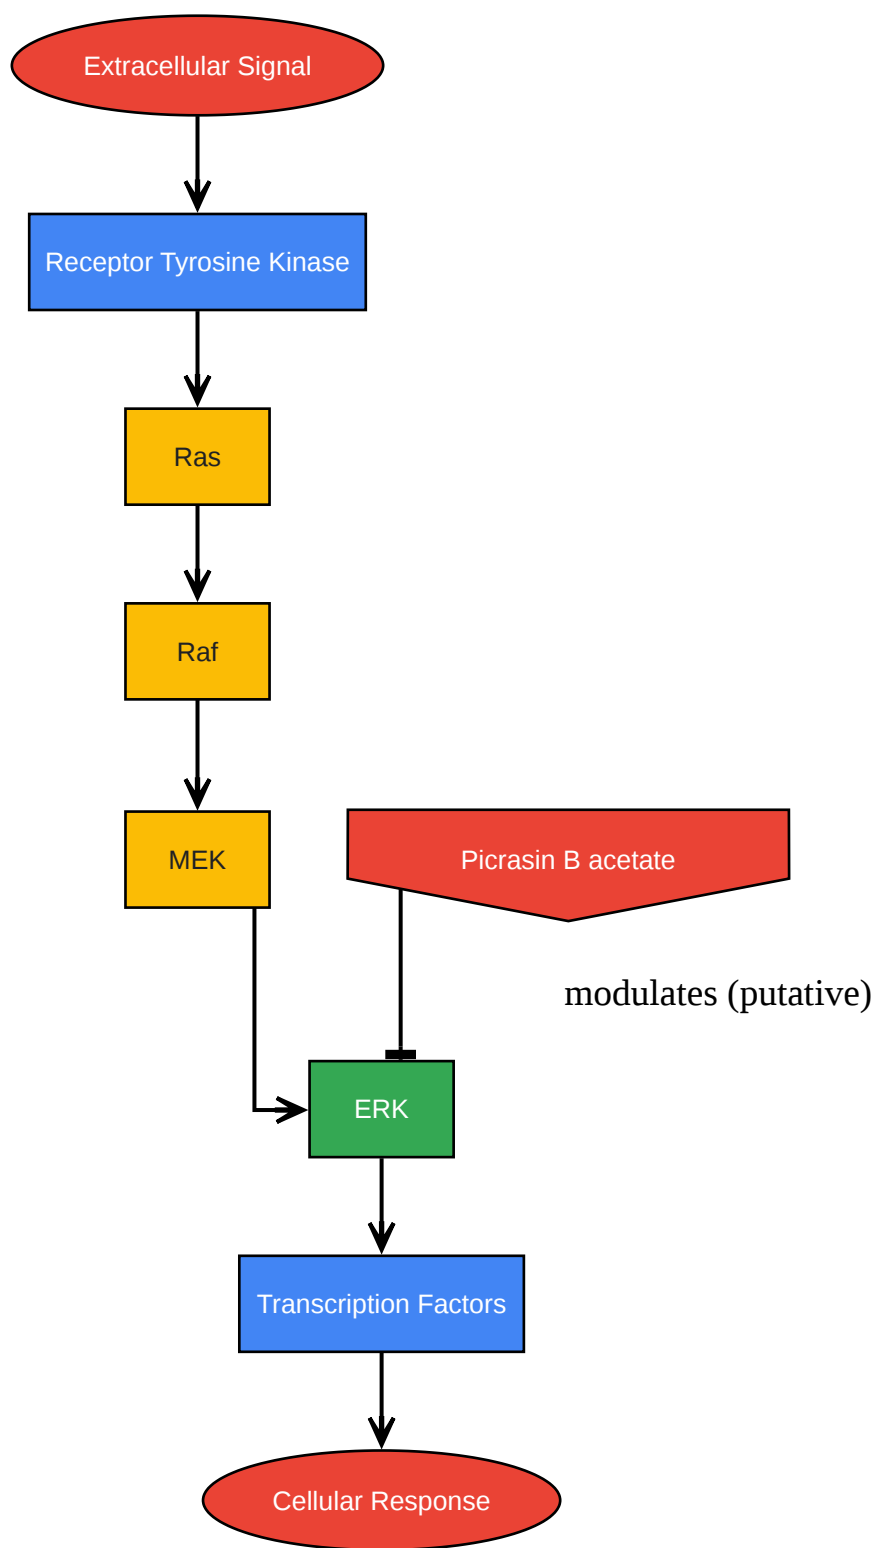 Extracellular Signal
Receptor Tyrosine Kinase
Ras
Raf
MEK
Picrasin B acetate
modulates (putative)
ERK
Transcription Factors
Cellular Response